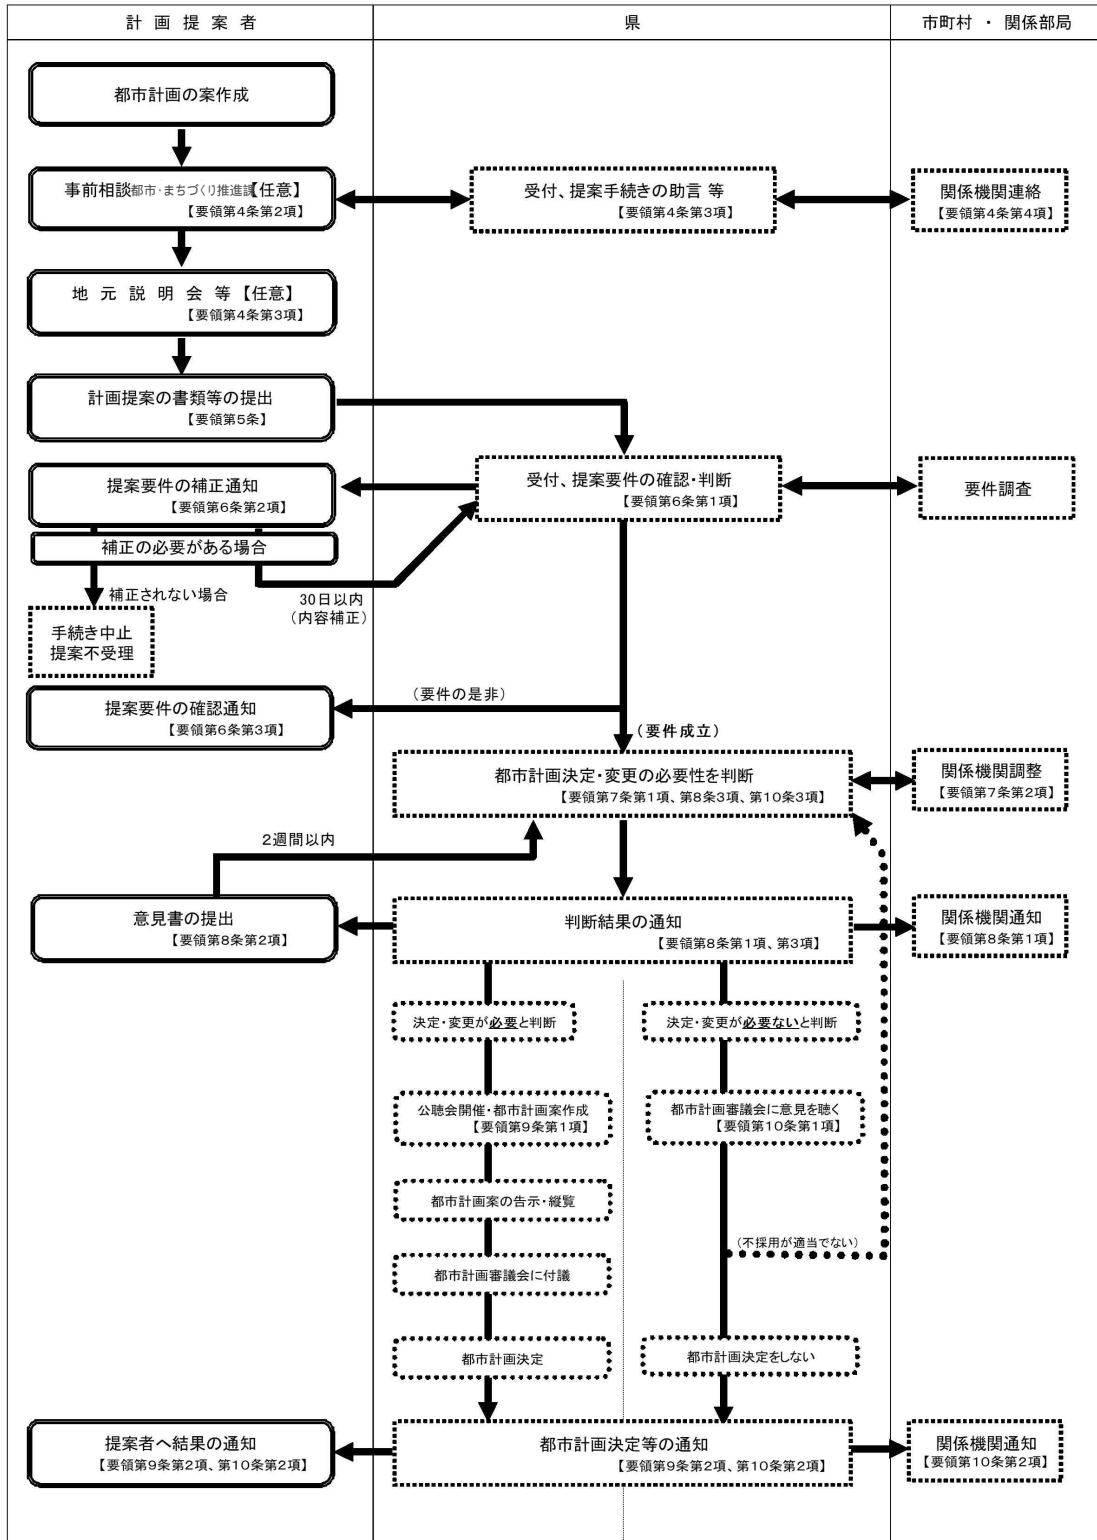 計画提案者
県
市町村 ・ 関係部局
都市計画の案作成
事前相談都市・まちづくり推進課【任意】
【要領第4条第2項】
受付、提案手続きの助言 等
【要領第4条第3項】
関係機関連絡
【要領第4条第4項】
地元説明会等【任意】
【要領第4条第3項】
計画提案の書類等の提出
【要領第5条】
提案要件の補正通知
【要領第6条第2項】
受付、提案要件の確認・判断
【要領第6条第1項】
要件調査
補正の必要がある場合
補正されない場合
30日以内
(内容補正)
手続き中止
提案不受理
(要件の是非)
提案要件の確認通知
【要領第6条第3項】
(要件成立)
都市計画決定・変更の必要性を判断
【要領第7条第1項、第8条3項、第10条3項】
関係機関調整
【要領第7条第2項】
2週間以内
意見書の提出
【要領第8条第2項】
判断結果の通知
【要領第8条第1項、第3項】
関係機関通知
【要領第8条第1項】
決定・変更が必要と判断
決定・変更が必要ないと判断
公聴会開催・都市計画案作成
【要領第9条第1項】
都市計画審議会に意見を聴く
【要領第10条第1項】
都市計画案の告示・縦覧
(不採用が適当でない)
都市計画審議会に付議
都市計画決定
都市計画決定をしない
提案者へ結果の通知
【要領第9条第2項、第10条第2項】
都市計画決定等の通知
【要領第9条第2項、第10条第2項】
関係機関通知
【要領第10条第2項】